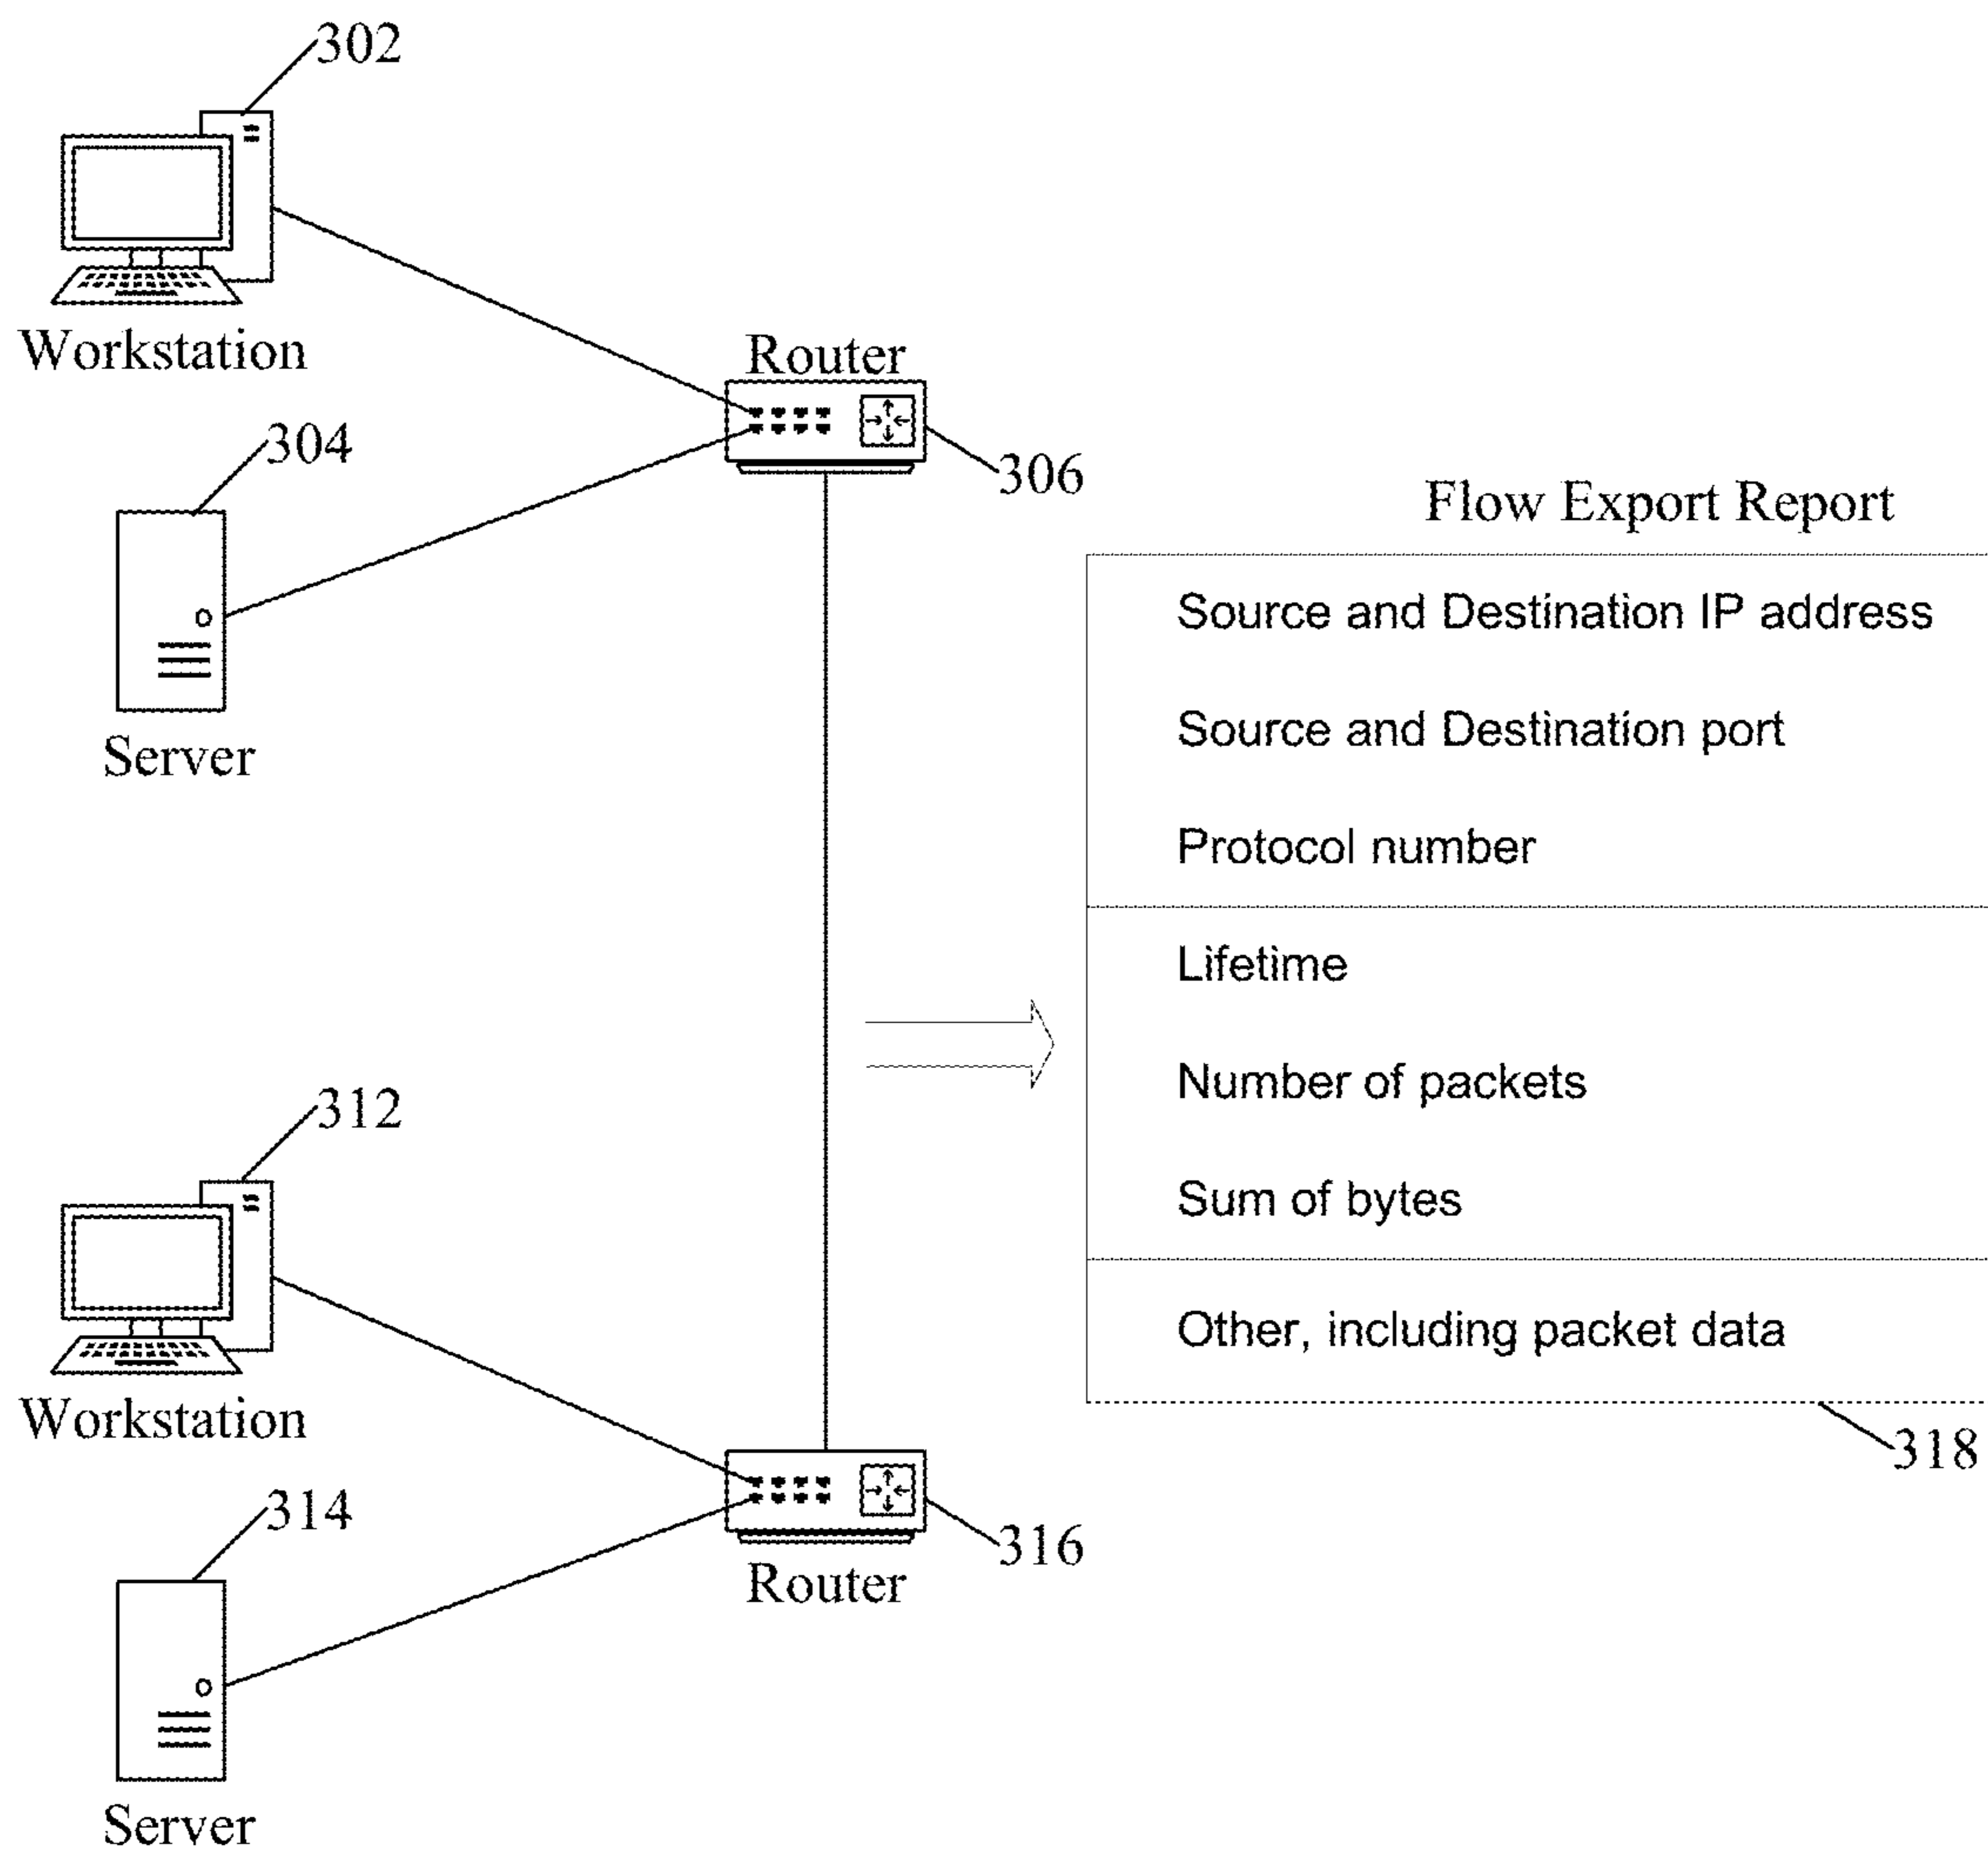 302
Workstation
Router
304
306
Server
Flow Export Report
Source and Destination IP address
Source and Destination port
Protocol number
Lifetime
Number of packets
Sum of bytes
Other, including packet data
318
312
Workstation
314
316
Router
Server